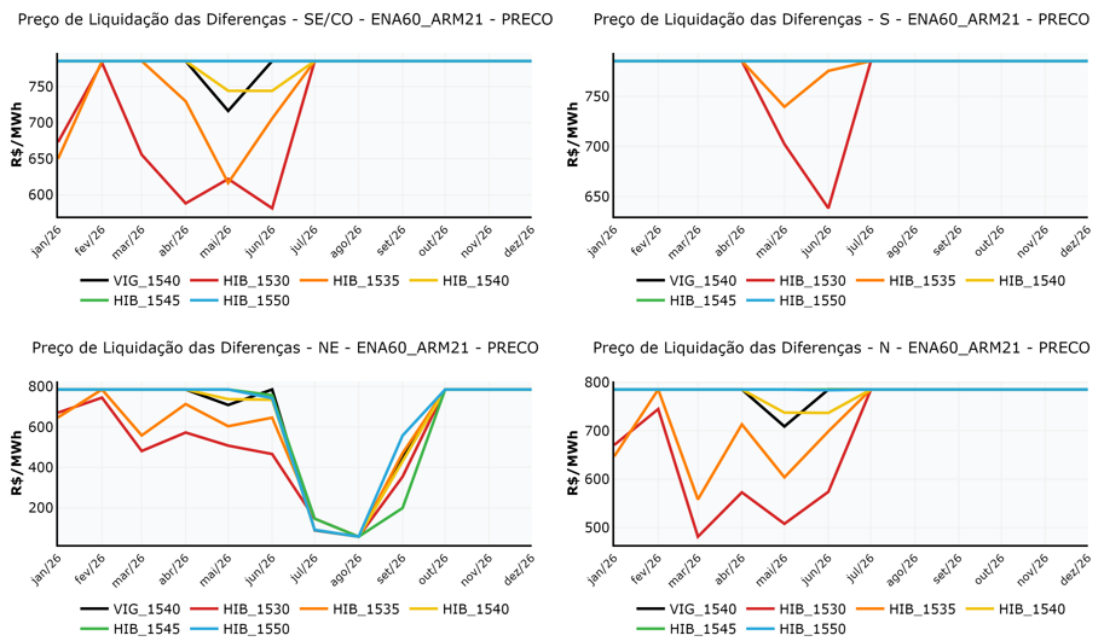 Preço de Liquidação das Diferenças - SE/CO - ENA60_ARM21 - PRECO
R$/MWh
750
700
650
600
jan/26 fev/26 mar/26 abr/26 mai/26 jun/26 jul/26 ago/26 set/26 out/26 nov/26 dez/26
VIG_1540 HIB_1530 HIB_1535 HIB_1540
HIB_1545 HIB_1550
Preço de Liquidação das Diferenças - S - ENA60_ARM21 - PRECO
R$/MWh
750
700
650
jan/26 fev/26 mar/26 abr/26 mai/26 jun/26 jul/26 ago/26 set/26 out/26 nov/26 dez/26
VIG_1540 HIB_1530 HIB_1535 HIB_1540
HIB_1545 HIB_1550
Preço de Liquidação das Diferenças - NE - ENA60_ARM21 - PRECO
R$/MWh
800
600
400
200
jan/26 fev/26 mar/26 abr/26 mai/26 jun/26 jul/26 ago/26 set/26 out/26 nov/26 dez/26
VIG_1540 HIB_1530 HIB_1535 HIB_1540
HIB_1545 HIB_1550
Preço de Liquidação das Diferenças - N - ENA60_ARM21 - PRECO
R$/MWh
800
700
600
500
jan/26 fev/26 mar/26 abr/26 mai/26 jun/26 jul/26 ago/26 set/26 out/26 nov/26 dez/26
VIG_1540 HIB_1530 HIB_1535 HIB_1540
HIB_1545 HIB_1550